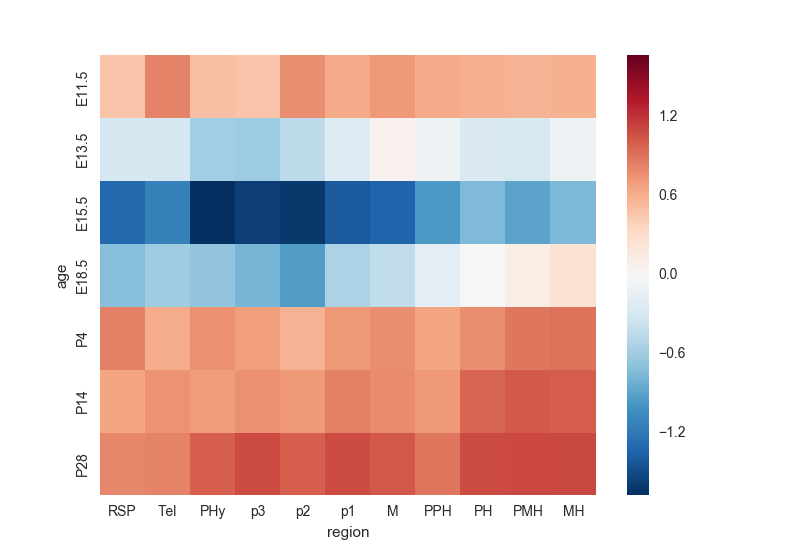 E11.5
E13.5
E15.5
E18.5
P4
P14
P28
age
RSP Tel PHy p3 p2 p1 M PPH PH PMH MH
region
1.2
0.6
0.0
−0.6
−1.2